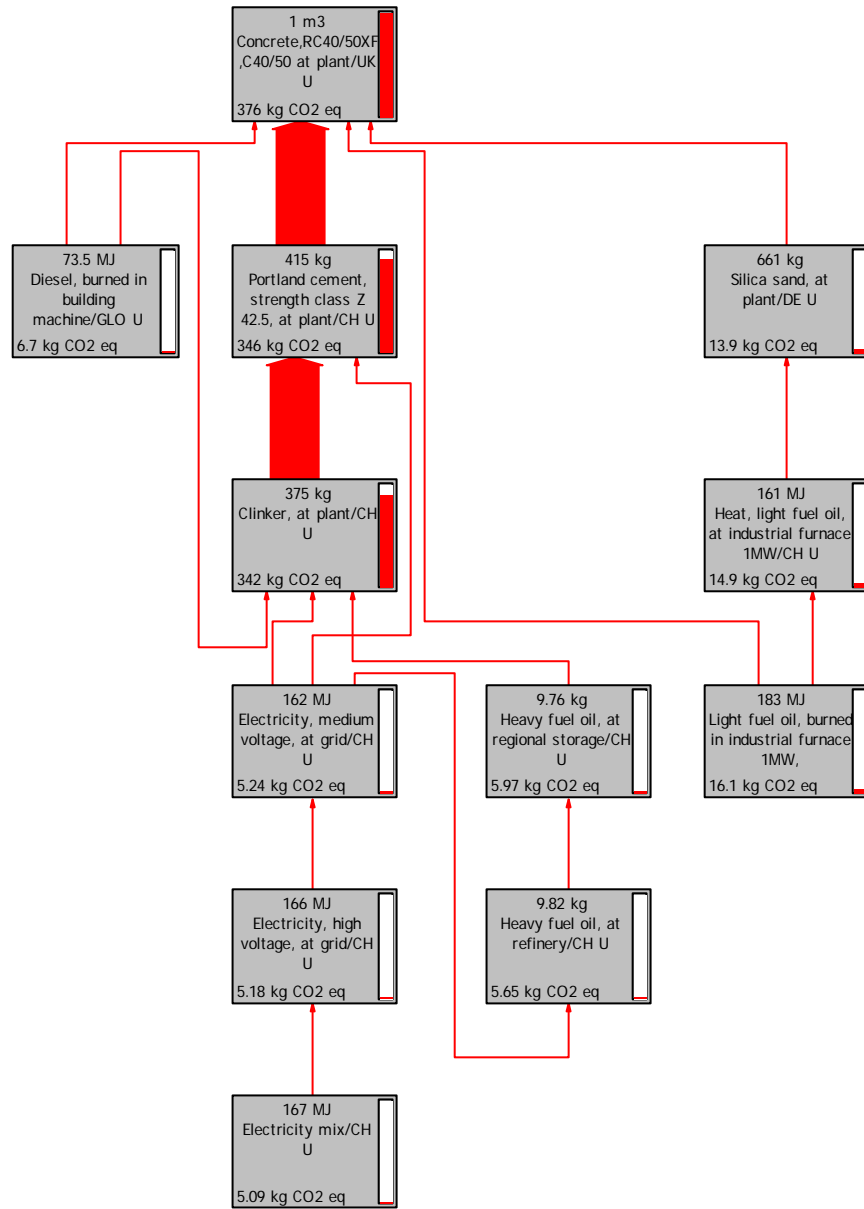 1 m3
Concrete,RC40/50XF
,C40/50 at plant/UK
U
376 kg CO2 eq
73.5 MJ
Diesel, burned in
building
machine/GLO U
6.7 kg CO2 eq
415 kg
Portland cement,
strength class Z
42.5, at plant/CH U
346 kg CO2 eq
661 kg
Silica sand, at
plant/DE U
13.9 kg CO2 eq
375 kg
Clinker, at plant/CH
U
342 kg CO2 eq
161 MJ
Heat, light fuel oil,
at industrial furnace
1MW/CH U
14.9 kg CO2 eq
162 MJ
Electricity, medium
voltage, at grid/CH
U
5.24 kg CO2 eq
9.76 kg
Heavy fuel oil, at
regional storage/CH
U
5.97 kg CO2 eq
183 MJ
Light fuel oil, burned
in industrial furnace
1MW,
16.1 kg CO2 eq
166 MJ
Electricity, high
voltage, at grid/CH
U
5.18 kg CO2 eq
9.82 kg
Heavy fuel oil, at
refinery/CH U
5.65 kg CO2 eq
167 MJ
Electricity mix/CH
U
5.09 kg CO2 eq